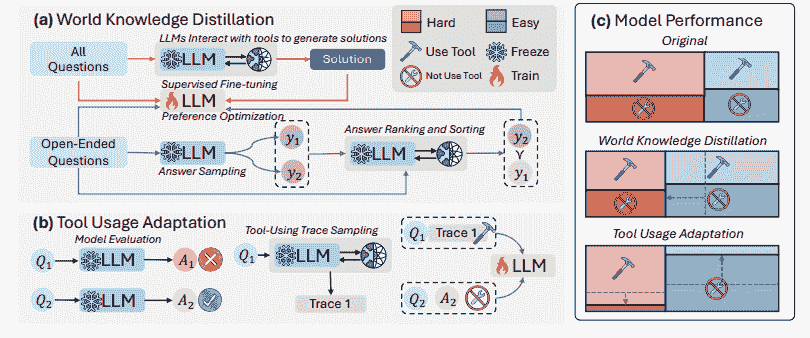 (a) World Knowledge Distillation
LLMs Interact with tools to generate solutions
All
Questions
LLM
Solution
Supervised Fine-tuning
LLM
Preference Optimization
Open-Ended
Questions
LLM
Answer Sampling
y1
y2
Answer Ranking and Sorting
LLM
y2
Y
y1
Hard
Easy
Use Tool
Freeze
Not Use Tool
Train
(b) Tool Usage Adaptation
Model Evaluation
Q1
LLM
A1
Q2
LLM
A2
Tool-Using Trace Sampling
Q1
LLM
Trace 1
Q1 Trace 1
Q2 A2
LLM
(c) Model Performance
Original
World Knowledge Distillation
Tool Usage Adaptation